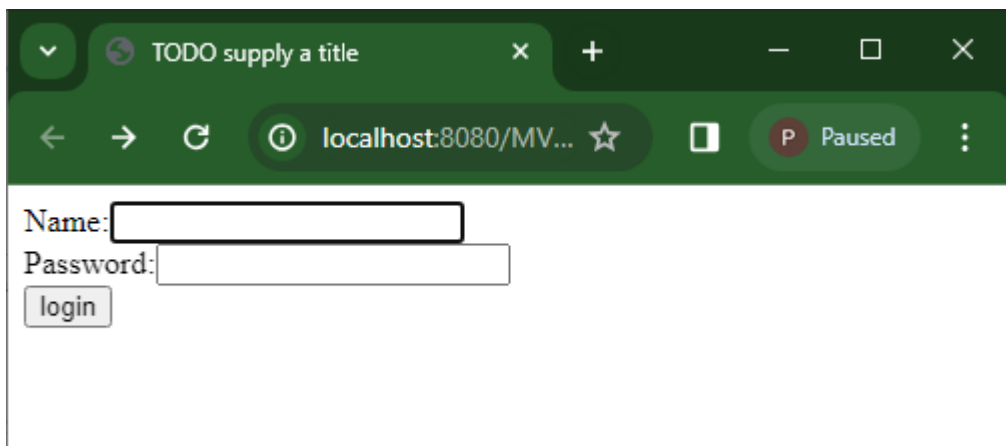 TODO supply a title
localhost:8080/MV...
P Paused
Name:
Password:
login